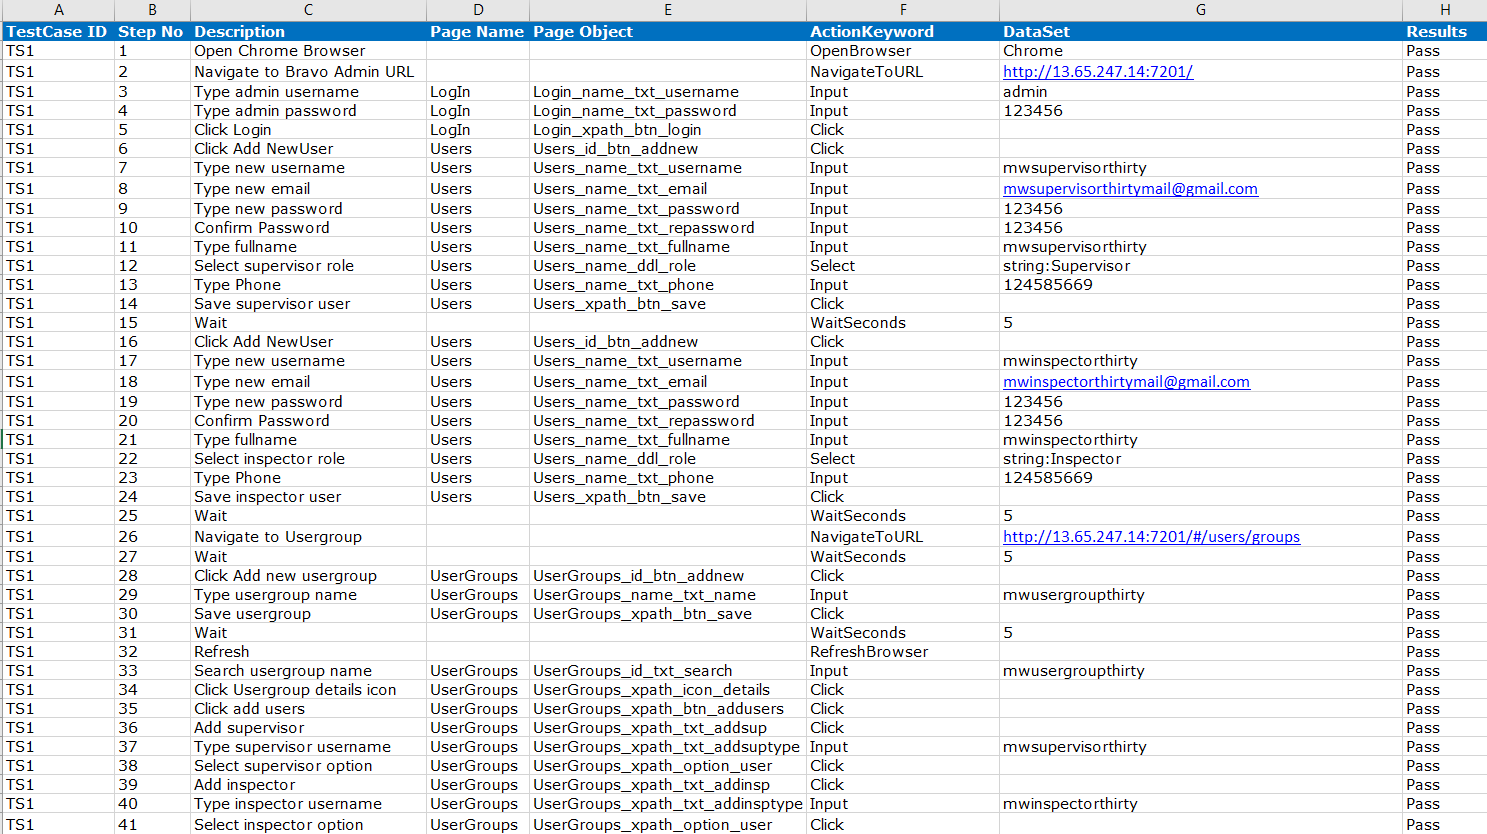 A B C D E F G H
TestCase ID Step No Description Page Name Page Object ActionKeyword DataSet Results
TS1 1 Open Chrome Browser OpenBrowser Chrome Pass
TS1 2 Navigate to Bravo Admin URL NavigateToURL http://13.65.247.14:7201/ Pass
TS1 3 Type admin username LogIn Login_name_txt_username Input admin Pass
TS1 4 Type admin password LogIn Login_name_txt_password Input 123456 Pass
TS1 5 Click Login LogIn Login_xpath_btn_login Click Pass
TS1 6 Click Add NewUser Users Users_id_btn_addnew Click Pass
TS1 7 Type new username Users Users_name_txt_username Input mwsupervisorthirty Pass
TS1 8 Type new email Users Users_name_txt_email Input mwsupervisorthirtymail@gmail.com Pass
TS1 9 Type new password Users Users_name_txt_password Input 123456 Pass
TS1 10 Confirm Password Users Users_name_txt_repassword Input 123456 Pass
TS1 11 Type fullname Users Users_name_txt_fullname Input mwsupervisorthirty Pass
TS1 12 Select supervisor role Users Users_name_ddl_role Select string:Supervisor Pass
TS1 13 Type Phone Users Users_name_txt_phone Input 124585669 Pass
TS1 14 Save supervisor user Users Users_xpath_btn_save Click Pass
TS1 15 Wait WaitSeconds 5 Pass
TS1 16 Click Add NewUser Users Users_id_btn_addnew Click Pass
TS1 17 Type new username Users Users_name_txt_username Input mwinspectorthirty Pass
TS1 18 Type new email Users Users_name_txt_email Input mwinspectorthirtymail@gmail.com Pass
TS1 19 Type new password Users Users_name_txt_password Input 123456 Pass
TS1 20 Confirm Password Users Users_name_txt_repassword Input 123456 Pass
TS1 21 Type fullname Users Users_name_txt_fullname Input mwinspectorthirty Pass
TS1 22 Select inspector role Users Users_name_ddl_role Select string:Inspector Pass
TS1 23 Type Phone Users Users_name_txt_phone Input 124585669 Pass
TS1 24 Save inspector user Users Users_xpath_btn_save Click Pass
TS1 25 Wait WaitSeconds 5 Pass
TS1 26 Navigate to Usergroup NavigateToURL http://13.65.247.14:7201/#/users/groups Pass
TS1 27 Wait WaitSeconds 5 Pass
TS1 28 Click Add new usergroup UserGroups UserGroups_id_btn_addnew Click Pass
TS1 29 Type usergroup name UserGroups UserGroups_name_txt_name Input mwusergroupthirty Pass
TS1 30 Save usergroup UserGroups UserGroups_xpath_btn_save Click Pass
TS1 31 Wait WaitSeconds 5 Pass
TS1 32 Refresh RefreshBrowser Pass
TS1 33 Search usergroup name UserGroups UserGroups_id_txt_search Input mwusergroupthirty Pass
TS1 34 Click Usergroup details icon UserGroups UserGroups_xpath_icon_details Click Pass
TS1 35 Click add users UserGroups UserGroups_xpath_btn_addusers Click Pass
TS1 36 Add supervisor UserGroups UserGroups_xpath_txt_addsup Click Pass
TS1 37 Type supervisor username UserGroups UserGroups_xpath_txt_addsuptype Input mwsupervisorthirty Pass
TS1 38 Select supervisor option UserGroups UserGroups_xpath_option_user Click Pass
TS1 39 Add inspector UserGroups UserGroups_xpath_txt_addinsp Click Pass
TS1 40 Type inspector username UserGroups UserGroups_xpath_txt_addinsptype Input mwinspectorthirty Pass
TS1 41 Select inspector option UserGroups UserGroups_xpath_option_user Click Pass